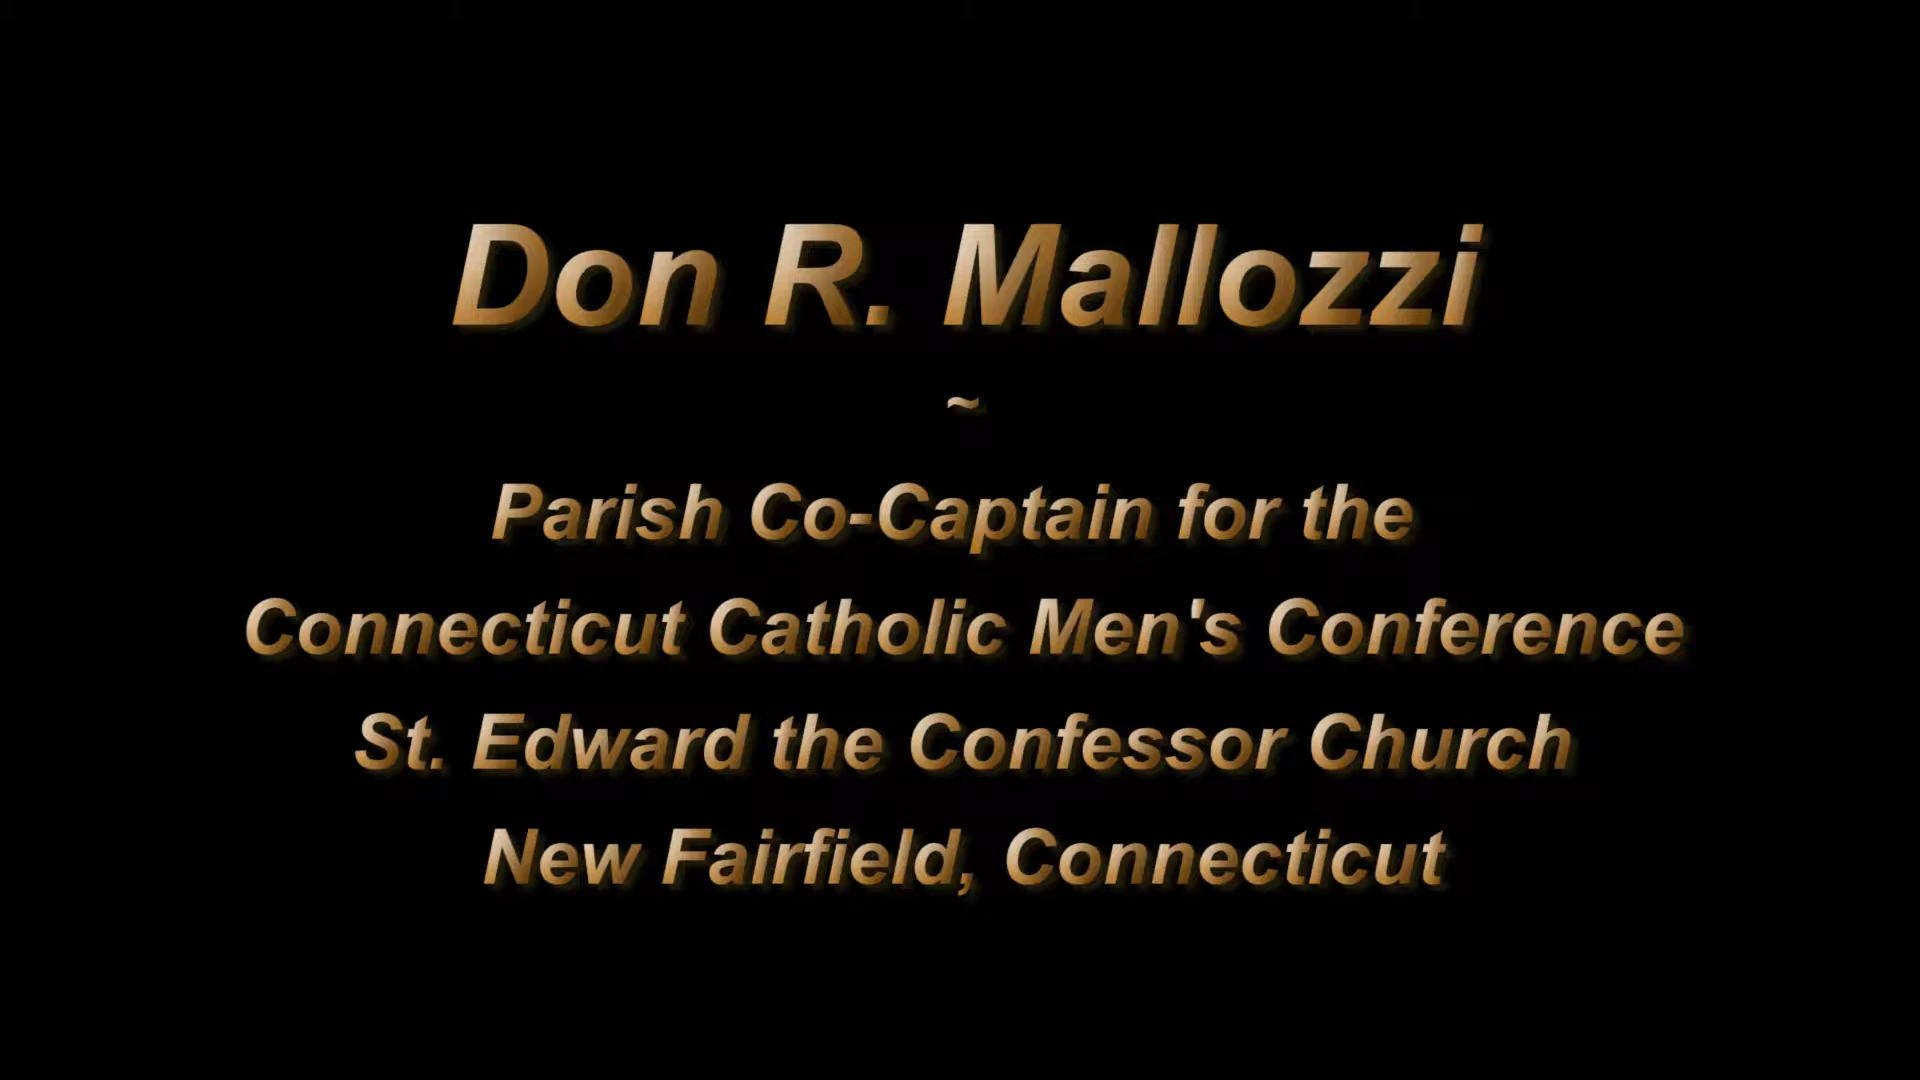 Don R. Mallozzi
~
Parish Co-Captain for the
Connecticut Catholic Men's Conference
St. Edward the Confessor Church
New Fairfield, Connecticut